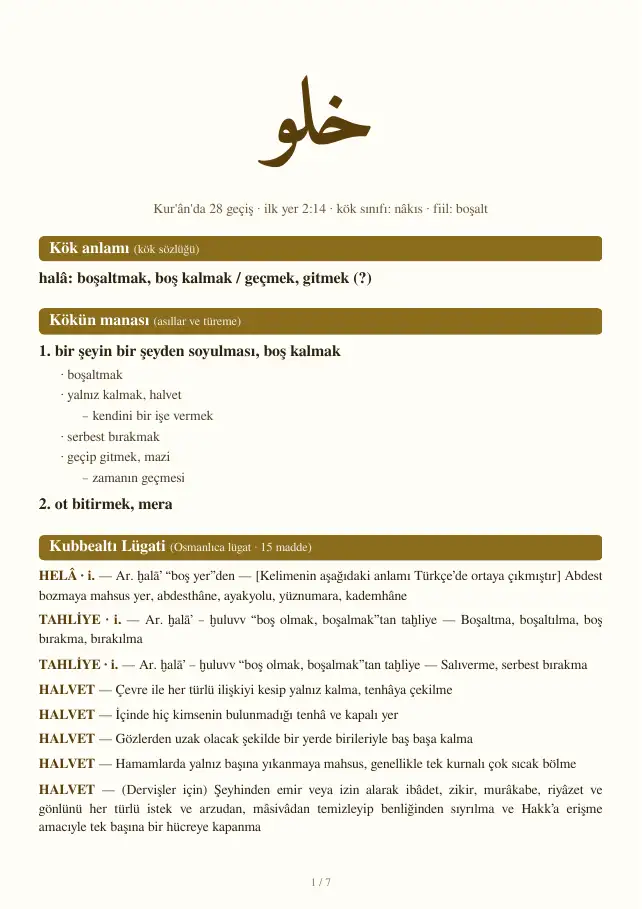 خلو
Kur'ân'da 28 geçiş · ilk yer 2:14 · kök sınıfı: nâkıs · fiil: boşalt
Kök anlamı (kök sözlüğü)
halâ: boşaltmak, boş kalmak / geçmek, gitmek (?)
Kökün manası (asıllar ve türeme)
1. bir şeyin bir şeyden soyulması, boş kalmak
· boşaltmak
· yalnız kalmak, halvet
– kendini bir işe vermek
· serbest bırakmak
· geçip gitmek, mazi
– zamanın geçmesi
2. ot bitirmek, mera
Kubbealtı Lügati (Osmanlıca lügat · 15 madde)
HELÂ · i. — Ar. ḫalā’ “boş yer”den — [Kelimenin aşağıdaki anlamı Türkçe’de ortaya çıkmıştır] Abdest
bozmaya mahsus yer, abdesthâne, ayakyolu, yüznumara, kademhâne
TAHLİYE · i. — Ar. ḫalā’ – ḫuluvv “boş olmak, boşalmak”tan taḫliye — Boşaltma, boşaltılma, boş
bırakma, bırakılma
TAHLİYE · i. — Ar. ḫalā’ – ḫuluvv “boş olmak, boşalmak”tan taḫliye — Salıverme, serbest bırakma
HALVET — Çevre ile her türlü ilişkiyi kesip yalnız kalma, tenhâya çekilme
HALVET — İçinde hiç kimsenin bulunmadığı tenhâ ve kapalı yer
HALVET — Gözlerden uzak olacak şekilde bir yerde birileriyle baş başa kalma
HALVET — Hamamlarda yalnız başına yıkanmaya mahsus, genellikle tek kurnalı çok sıcak bölme
HALVET — (Dervişler için) Şeyhinden emir veya izin alarak ibâdet, zikir, murâkabe, riyâzet ve
gönlünü her türlü istek ve arzudan, mâsivâdan temizleyip benliğinden sıyrılma ve Hakk’a erişme
amacıyla tek başına bir hücreye kapanma
1 / 7